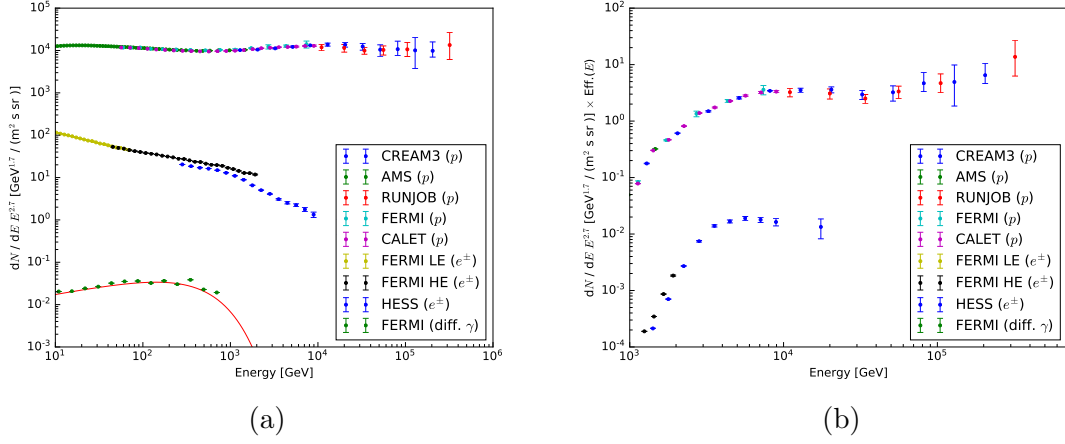 dN / dE E^2.7 [GeV^1.7 / (m^2 s sr )]
10^5
10^4
10^3
10^2
10^1
10^0
10^-1
10^-2
10^-3
10^1 10^2 10^3 10^4 10^5 10^6
Energy [GeV]
CREAM3 (p)
AMS (p)
RUNJOB (p)
FERMI (p)
CALET (p)
FERMI LE (e^±)
FERMI HE (e^±)
HESS (e^±)
FERMI (diff. γ)
(a)
dN / dE E^2.7 [GeV^1.7 / (m^2 s sr )] × Eff.(E)
10^2
10^1
10^0
10^-1
10^-2
10^-3
10^-4
10^3 10^4 10^5
Energy [GeV]
CREAM3 (p)
AMS (p)
RUNJOB (p)
FERMI (p)
CALET (p)
FERMI LE (e^±)
FERMI HE (e^±)
HESS (e^±)
FERMI (diff. γ)
(b)